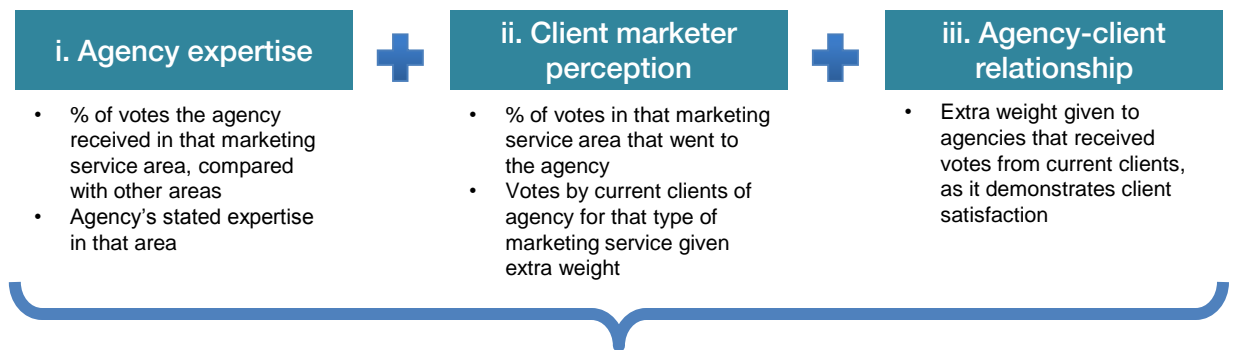 i. Agency expertise
• % of votes the agency
received in that marketing
service area, compared
with other areas
• Agency’s stated expertise
in that area
ii. Client marketer
perception
• % of votes in that marketing
service area that went to
the agency
• Votes by current clients of
agency for that type of
marketing service given
extra weight
iii. Agency-client
relationship
• Extra weight given to
agencies that received
votes from current clients,
as it demonstrates client
satisfaction